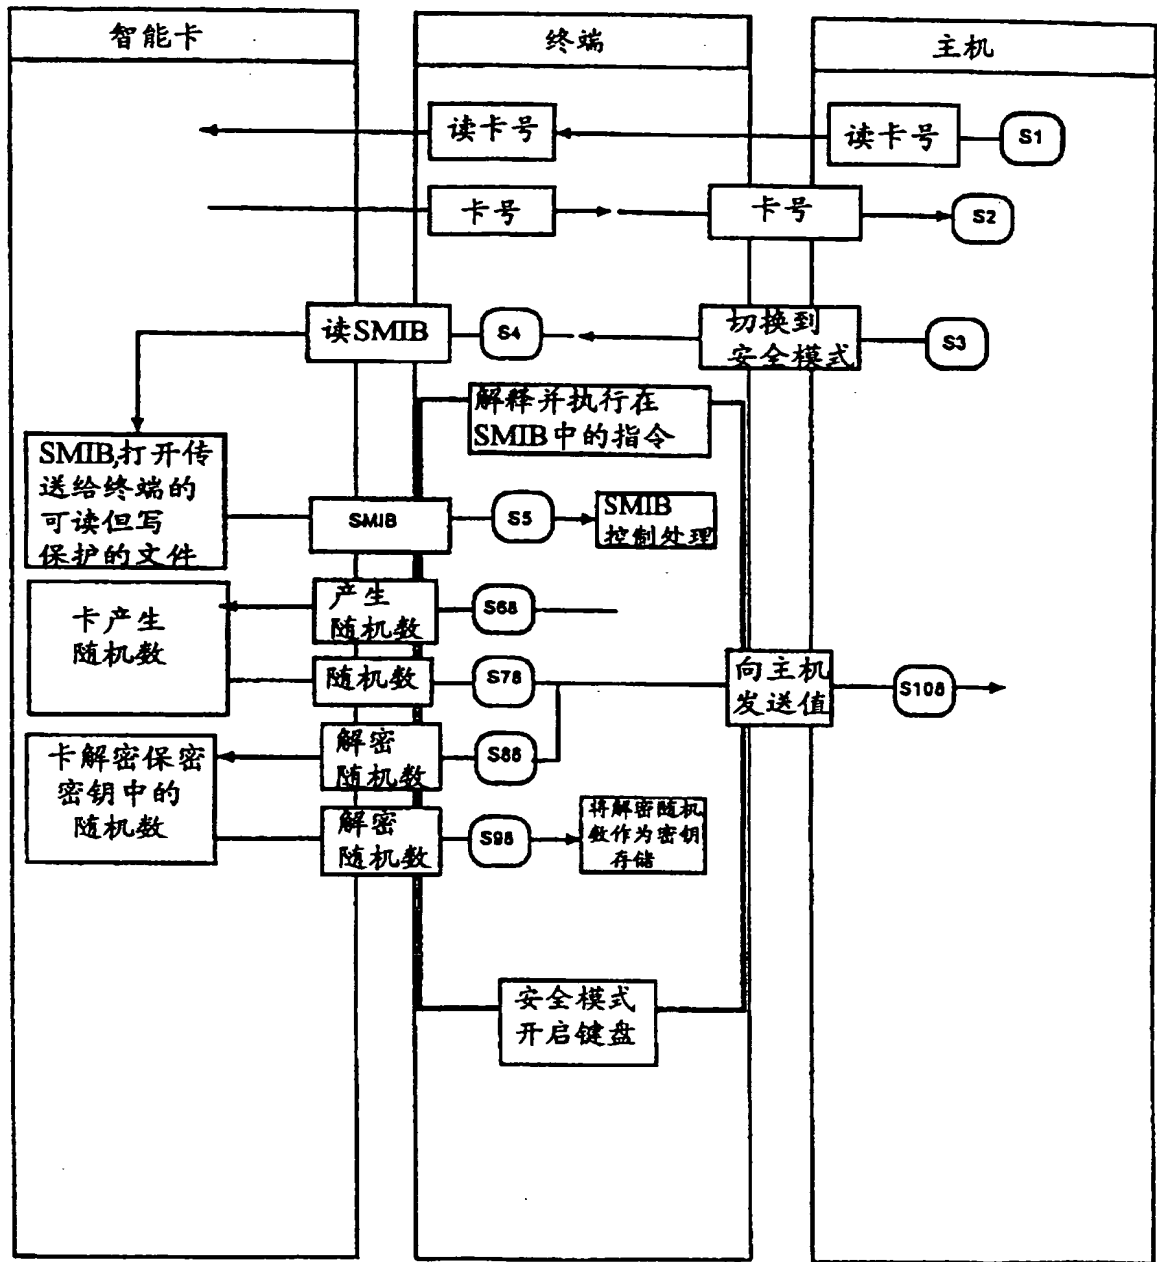 智能卡
终端
主机
读卡号
读卡号
S1
卡号
卡号
S2
读SMIB
S4
切换到
安全模式
S3
解释并执行在
SMIB中的指令
SMIB,打开传
送给终端的
可读但写
保护的文件
SMIB
S5
SMIB
控制处理
卡产生
随机数
产生
随机数
S6B
随机数
S7B
向主机
发送值
S10B
卡解密保密
密钥中的
随机数
解密
随机数
S8B
解密
随机数
S9B
将解密随机
数作为密钥
存储
安全模式
开启键盘